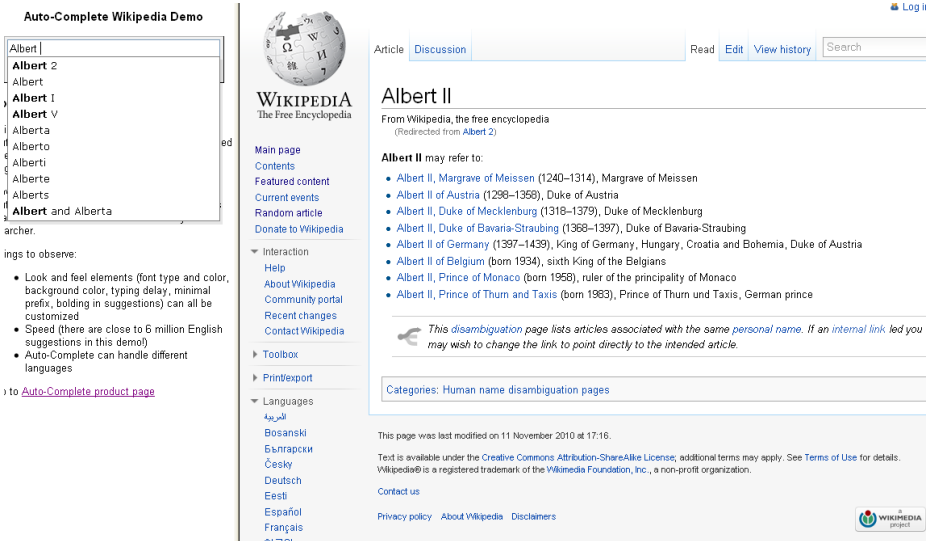 Auto-Complete Wikipedia Demo
Albert
Albert 2
Albert
Albert I
Albert V
Alberta
Alberto
Alberti
Alberte
Alberts
Albert and Alberta
ed
s
archer.
ings to observe:
• Look and feel elements (font type and color,
background color, typing delay, minimal
prefix, bolding in suggestions) can all be
customized
• Speed (there are close to 6 million English
suggestions in this demo!)
• Auto-Complete can handle different
languages
to Auto-Complete product page
WIKIPEDIA
The Free Encyclopedia
Main page
Contents
Featured content
Current events
Random article
Donate to Wikipedia
Interaction
Help
About Wikipedia
Community portal
Recent changes
Contact Wikipedia
Toolbox
Print/export
Languages
العربية
Bosanski
Български
Česky
Deutsch
Eesti
Español
Français
Log in
Article Discussion Read Edit View history Search
Albert II
From Wikipedia, the free encyclopedia
(Redirected from Albert 2)
Albert II may refer to:
• Albert II, Margrave of Meissen (1240–1314), Margrave of Meissen
• Albert II of Austria (1298–1358), Duke of Austria
• Albert II, Duke of Mecklenburg (1318–1379), Duke of Mecklenburg
• Albert II, Duke of Bavaria-Straubing (1368–1397), Duke of Bavaria-Straubing
• Albert II of Germany (1397–1439), King of Germany, Hungary, Croatia and Bohemia, Duke of Austria
• Albert II of Belgium (born 1934), sixth King of the Belgians
• Albert II, Prince of Monaco (born 1958), ruler of the principality of Monaco
• Albert II, Prince of Thurn and Taxis (born 1983), Prince of Thurn und Taxis, German prince
This disambiguation page lists articles associated with the same personal name. If an internal link led you
may wish to change the link to point directly to the intended article.
Categories: Human name disambiguation pages
This page was last modified on 11 November 2010 at 17:16.
Text is available under the Creative Commons Attribution-ShareAlike License; additional terms may apply. See Terms of Use for details.
Wikipedia® is a registered trademark of the Wikimedia Foundation, Inc., a non-profit organization.
Contact us
Privacy policy About Wikipedia Disclaimers
a
WIKIMEDIA
project